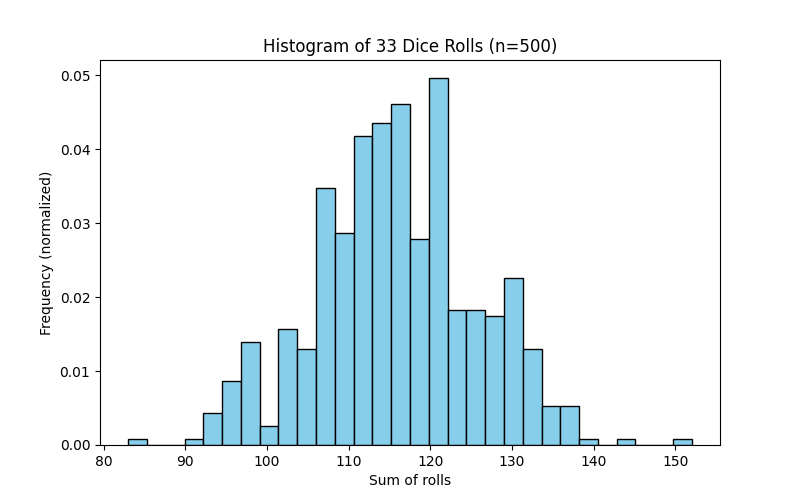 Histogram of 33 Dice Rolls (n=500)
Frequency (normalized)
0.05
0.04
0.03
0.02
0.01
0.00
80 90 100 110 120 130 140 150
Sum of rolls